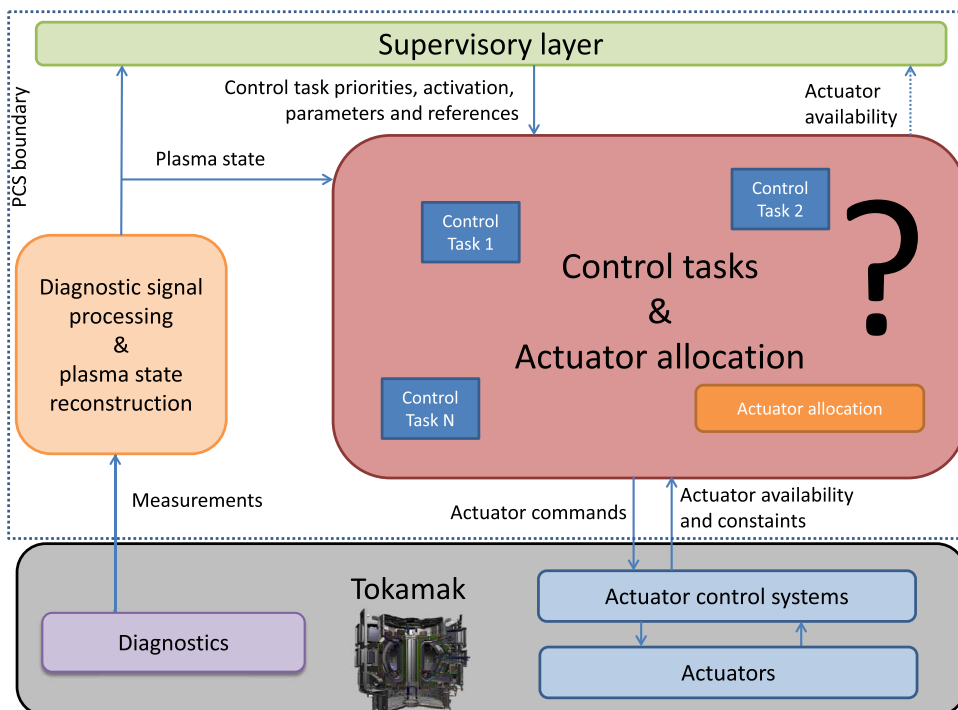 Supervisory layer
PCS boundary
Control task priorities, activation,
parameters and references
Actuator
availability
Plasma state
Control
Task 1
Control
Task 2
Control tasks
&
Actuator allocation
?
Control
Task N
Actuator allocation
Diagnostic signal
processing
&
plasma state
reconstruction
Measurements
Actuator commands
Actuator availability
and constaints
Tokamak
Diagnostics
Actuator control systems
Actuators